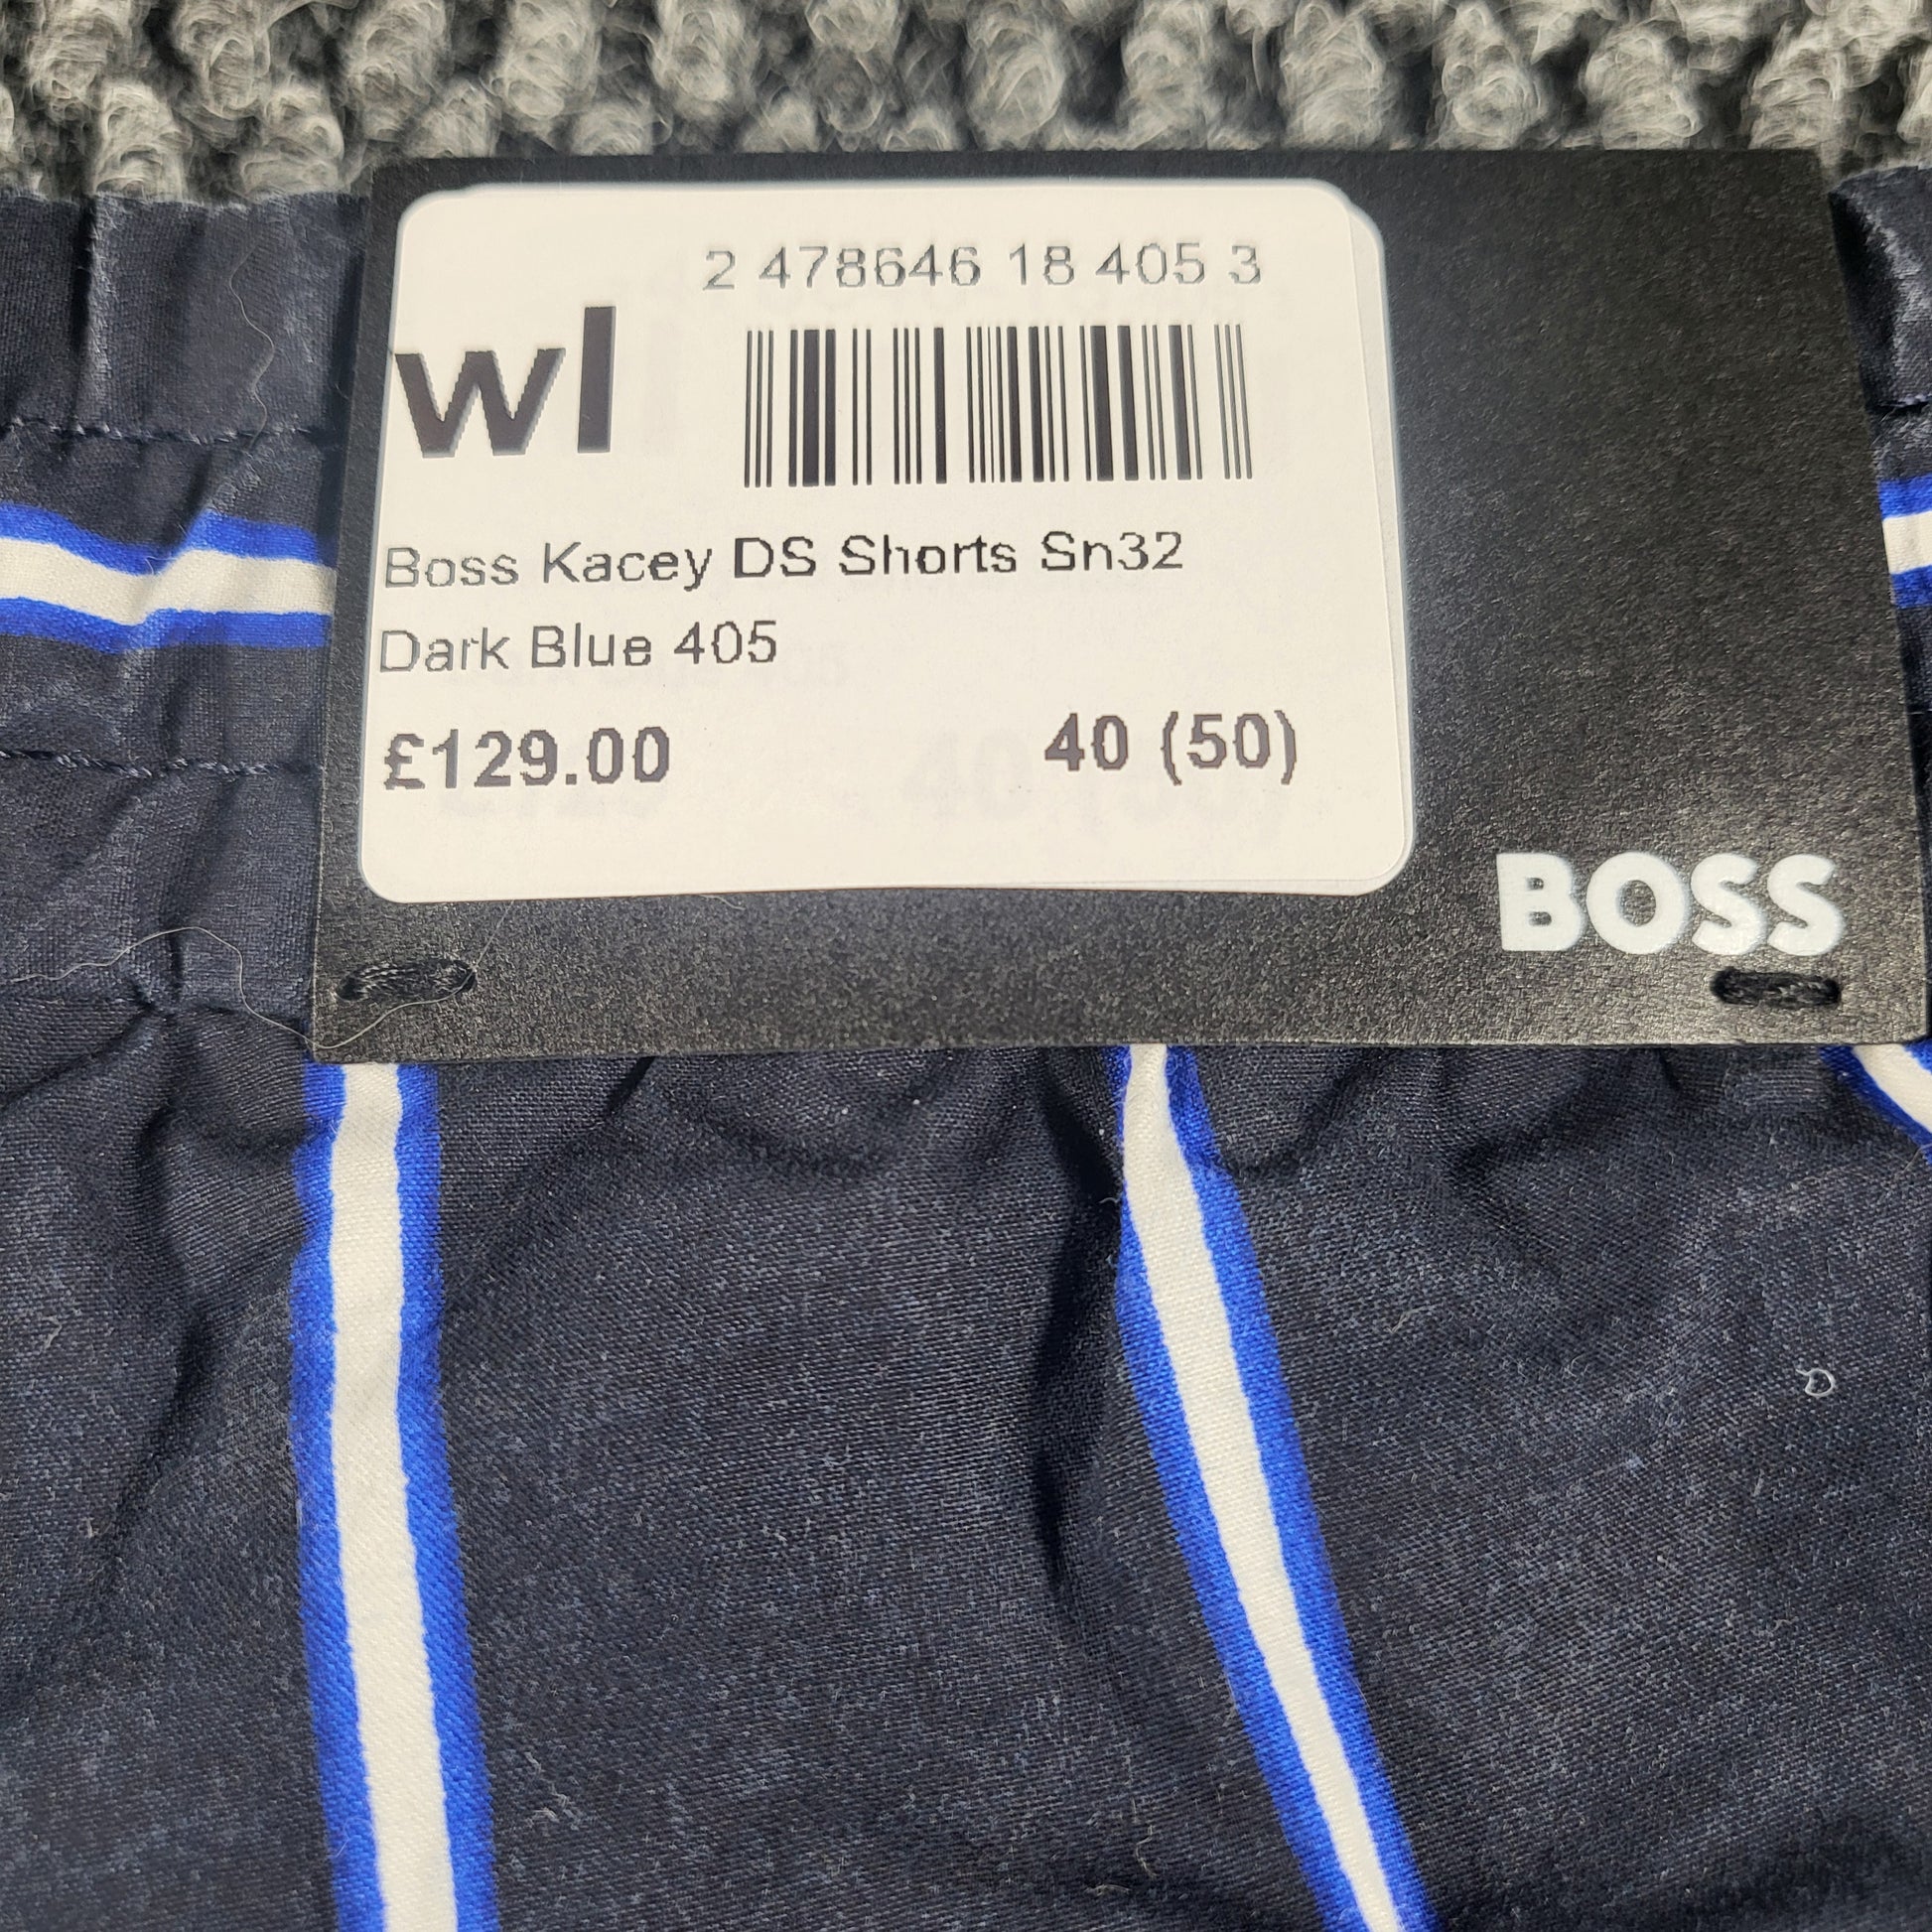 2 478646 18 405 3
wl
Boss Kacey DS Shorts Sn32
Dark Blue 405
£129.00 40 (50)
BOSS